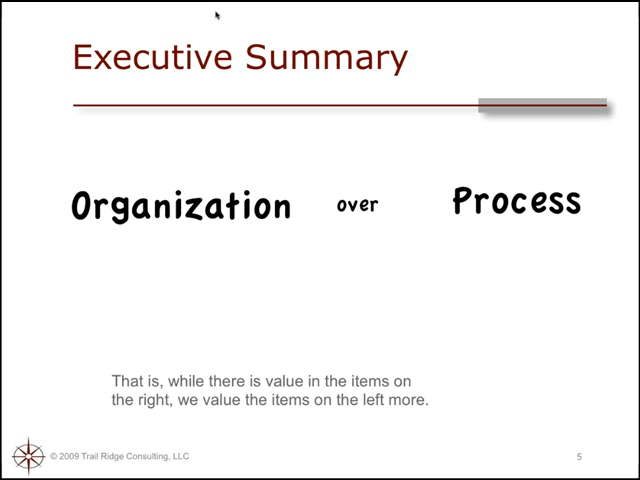 Executive Summary
Organization over Process
That is, while there is value in the items on
the right, we value the items on the left more.
© 2009 Trail Ridge Consulting, LLC
5